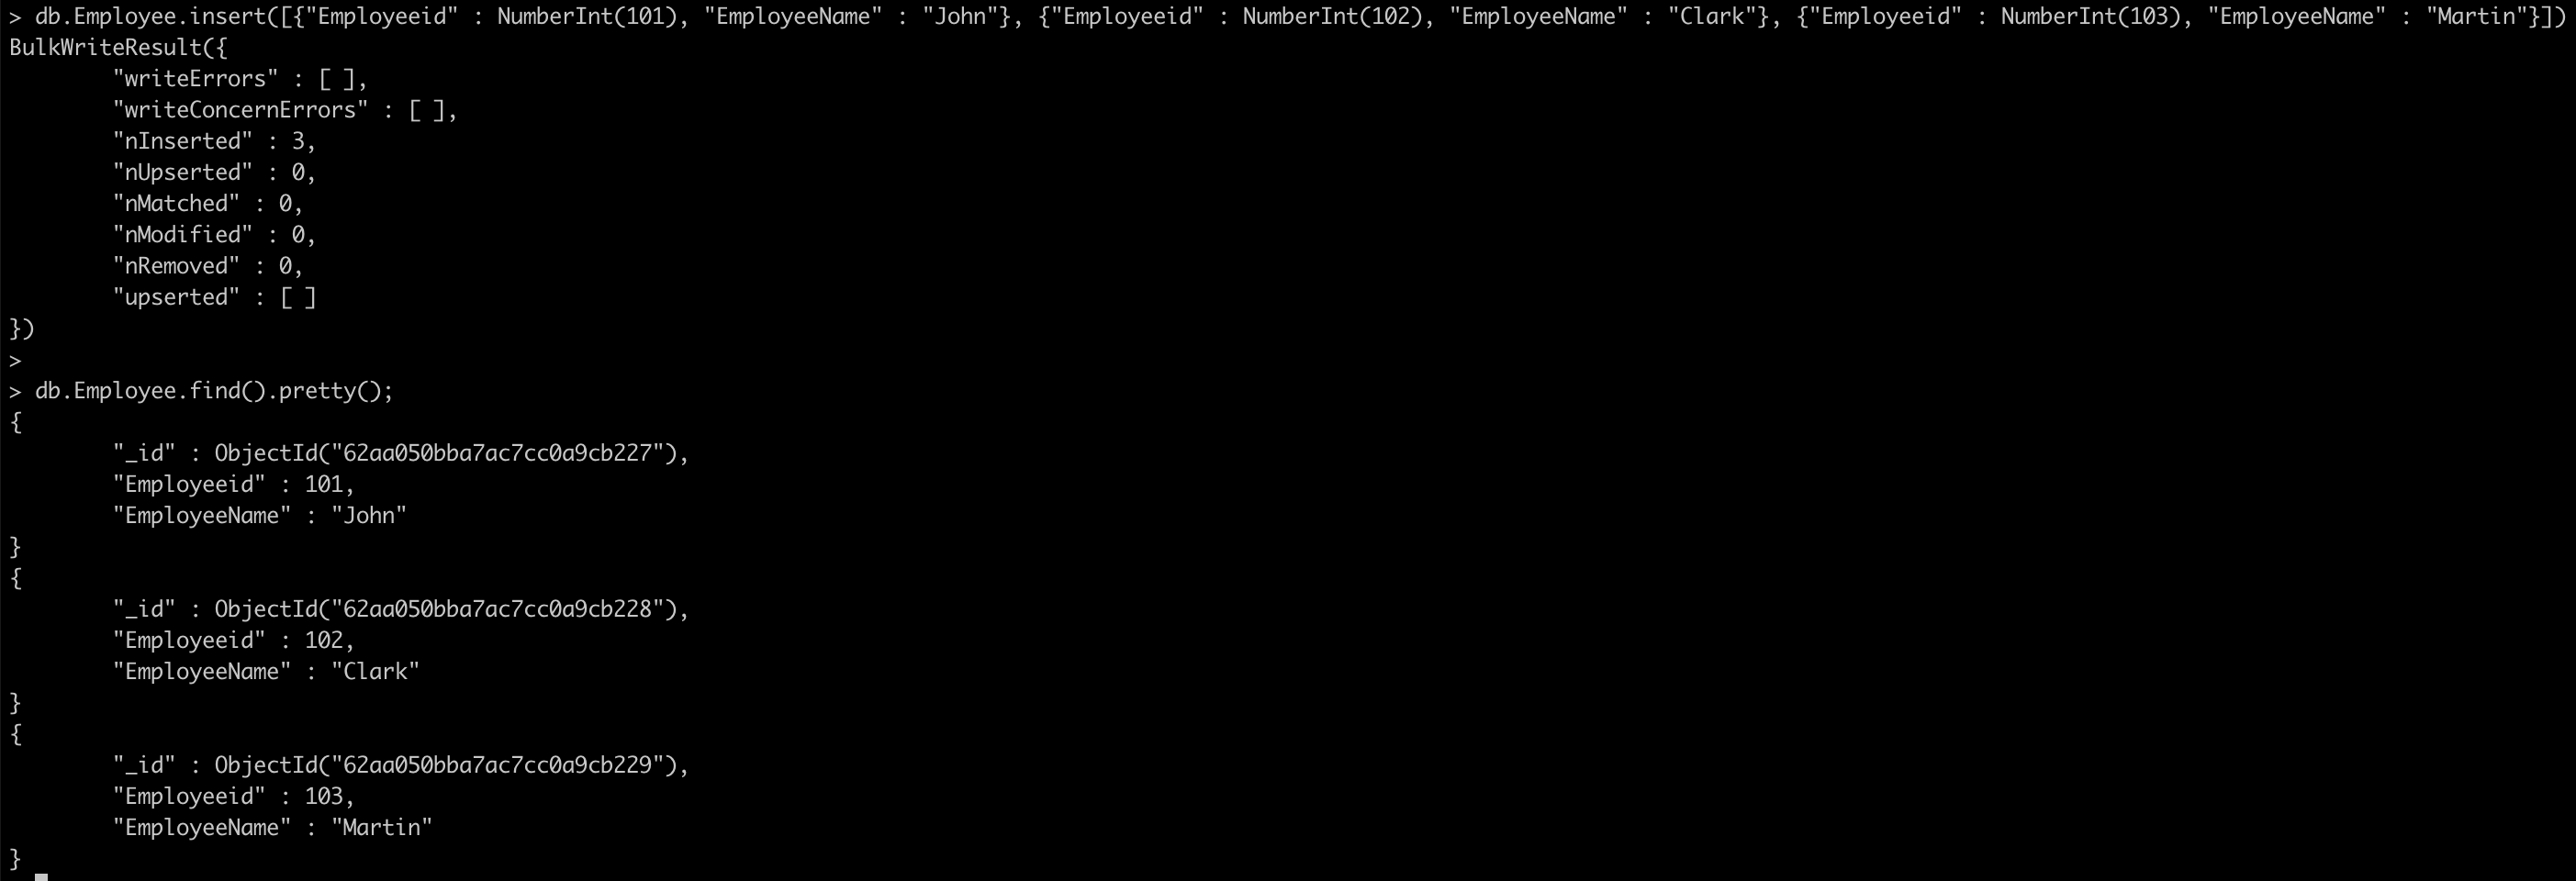 > db.Employee.insert([{"Employeeid" : NumberInt(101), "EmployeeName" : "John"}, {"Employeeid" : NumberInt(102), "EmployeeName" : "Clark"}, {"Employeeid" : NumberInt(103), "EmployeeName" : "Martin"}])
BulkWriteResult({
        "writeErrors" : [ ],
        "writeConcernErrors" : [ ],
        "nInserted" : 3,
        "nUpserted" : 0,
        "nMatched" : 0,
        "nModified" : 0,
        "nRemoved" : 0,
        "upserted" : [ ]
})
>
> db.Employee.find().pretty();
{
        "_id" : ObjectId("62aa050bba7ac7cc0a9cb227"),
        "Employeeid" : 101,
        "EmployeeName" : "John"
}
{
        "_id" : ObjectId("62aa050bba7ac7cc0a9cb228"),
        "Employeeid" : 102,
        "EmployeeName" : "Clark"
}
{
        "_id" : ObjectId("62aa050bba7ac7cc0a9cb229"),
        "Employeeid" : 103,
        "EmployeeName" : "Martin"
}